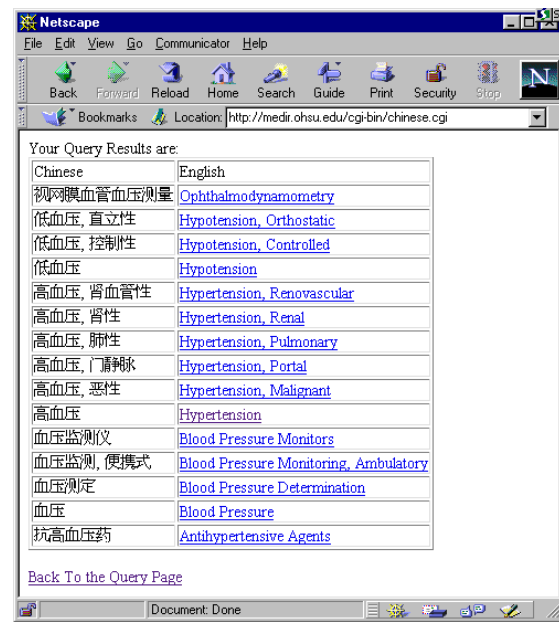 Netscape
File Edit View Go Communicator Help
Back Forward Reload Home Search Guide Print Security Stop N
Bookmarks Location: http://medir.ohsu.edu/cgi-bin/chinese.cgi
Your Query Results are:
Chinese English
视网膜血管血压测量 Ophthalmodynamometry
低血压, 直立性 Hypotension, Orthostatic
低血压, 控制性 Hypotension, Controlled
低血压 Hypotension
高血压, 肾血管性 Hypertension, Renovascular
高血压, 肾性 Hypertension, Renal
高血压, 肺性 Hypertension, Pulmonary
高血压, 门静脉 Hypertension, Portal
高血压, 恶性 Hypertension, Malignant
高血压 Hypertension
血压监测仪 Blood Pressure Monitors
血压监测, 便携式 Blood Pressure Monitoring, Ambulatory
血压测定 Blood Pressure Determination
血压 Blood Pressure
抗高血压药 Antihypertensive Agents
Back To the Query Page
Document: Done